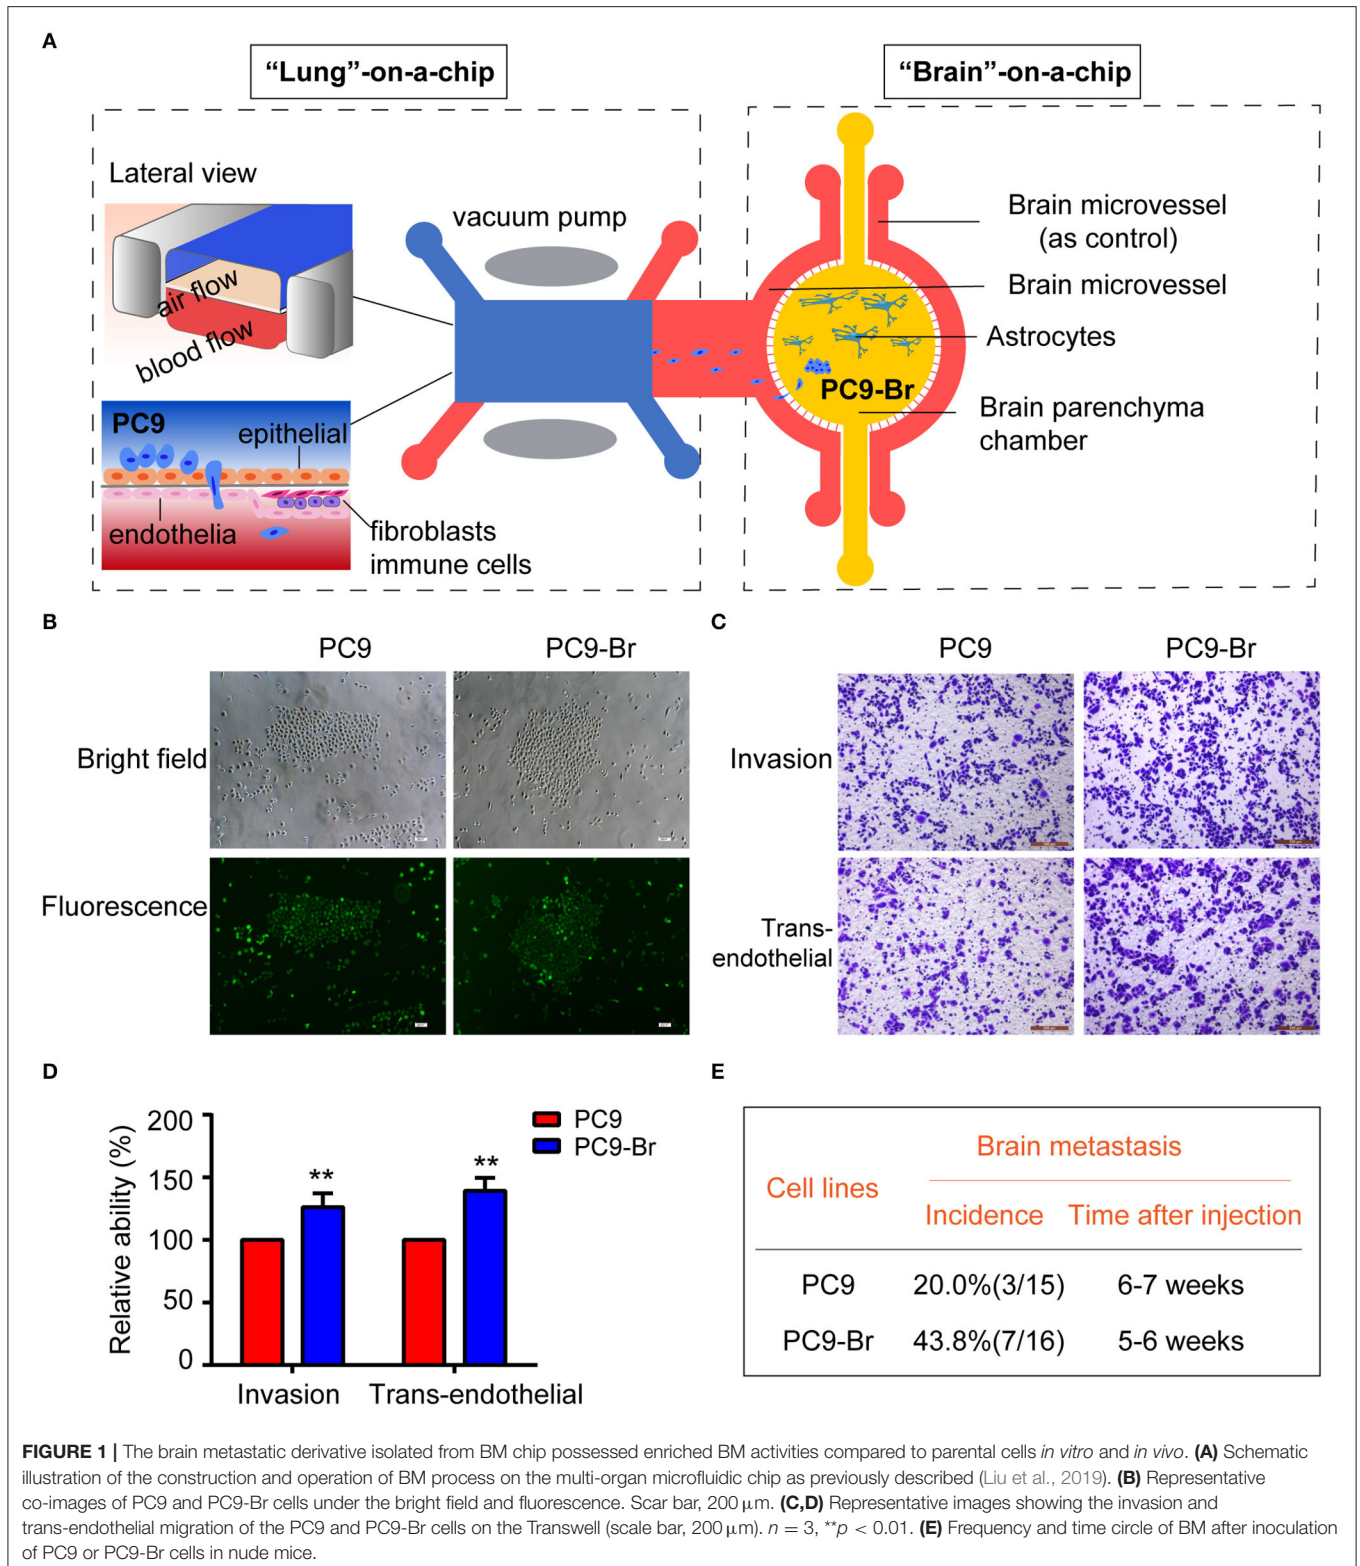 A
“Lung”-on-a-chip
“Brain”-on-a-chip
Lateral view
air flow
blood flow
vacuum pump
Brain microvessel
(as control)
Brain microvessel
Astrocytes
PC9-Br
Brain parenchyma
chamber
PC9
epithelial
endothelia
fibroblasts
immune cells
B
PC9
PC9-Br
Bright field
Fluorescence
C
PC9
PC9-Br
Invasion
Trans-
endothelial
D
Relative ability (%)
200
150
100
50
0
**
**
PC9
PC9-Br
Invasion
Trans-endothelial
E
Brain metastasis
Cell lines
Incidence
Time after injection
PC9 20.0%(3/15) 6-7 weeks
PC9-Br 43.8%(7/16) 5-6 weeks
FIGURE 1 | The brain metastatic derivative isolated from BM chip possessed enriched BM activities compared to parental cells in vitro and in vivo. (A) Schematic
illustration of the construction and operation of BM process on the multi-organ microfluidic chip as previously described (Liu et al., 2019). (B) Representative
co-images of PC9 and PC9-Br cells under the bright field and fluorescence. Scar bar, 200 μm. (C,D) Representative images showing the invasion and
trans-endothelial migration of the PC9 and PC9-Br cells on the Transwell (scale bar, 200 μm). n = 3, **p < 0.01. (E) Frequency and time circle of BM after inoculation
of PC9 or PC9-Br cells in nude mice.